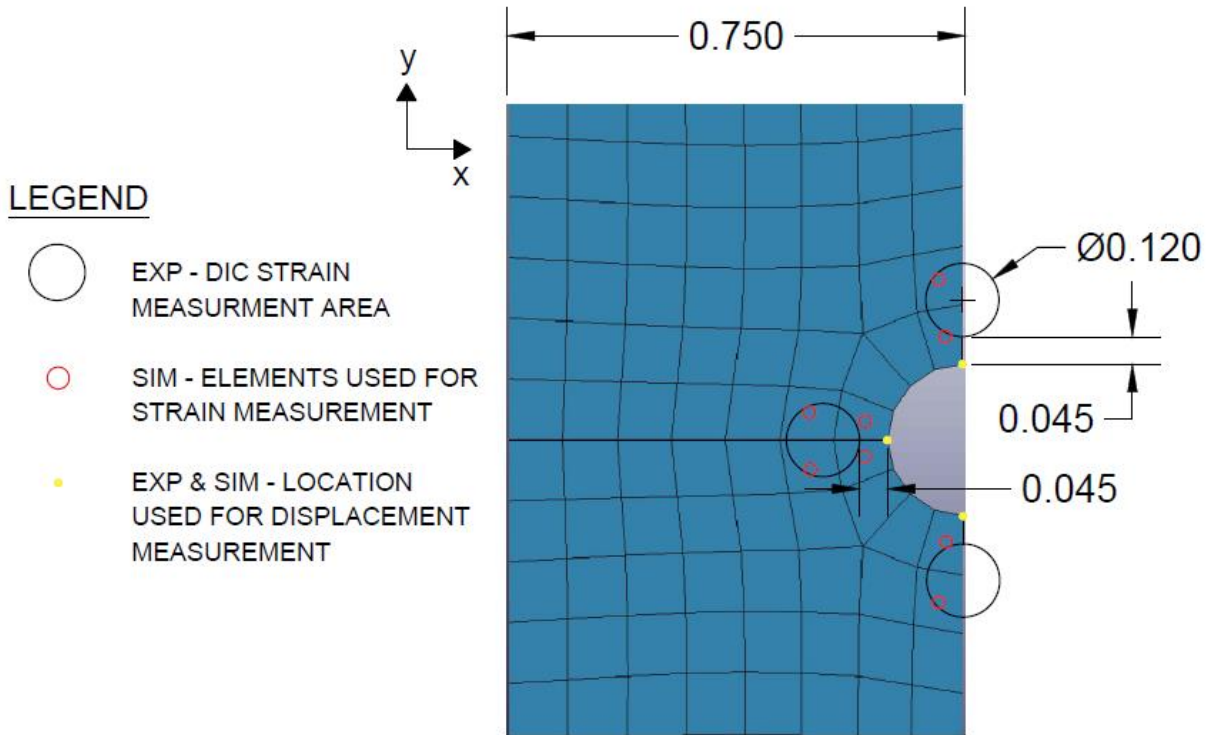 0.750
y
x
LEGEND
EXP - DIC STRAIN
MEASURMENT AREA
SIM - ELEMENTS USED FOR
STRAIN MEASUREMENT
EXP & SIM - LOCATION
USED FOR DISPLACEMENT
MEASUREMENT
Ø0.120
0.045
0.045